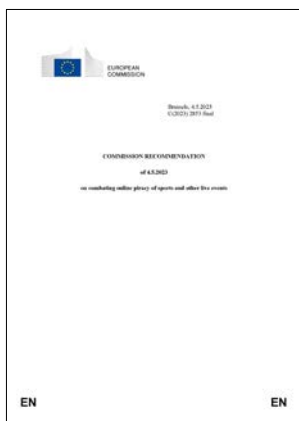 EUROPEAN
COMMISSION
Brussels, 4.5.2023
C(2023) 2853 final
COMMISSION RECOMMENDATION
of 4.5.2023
on combating online piracy of sports and other live events
EN
EN